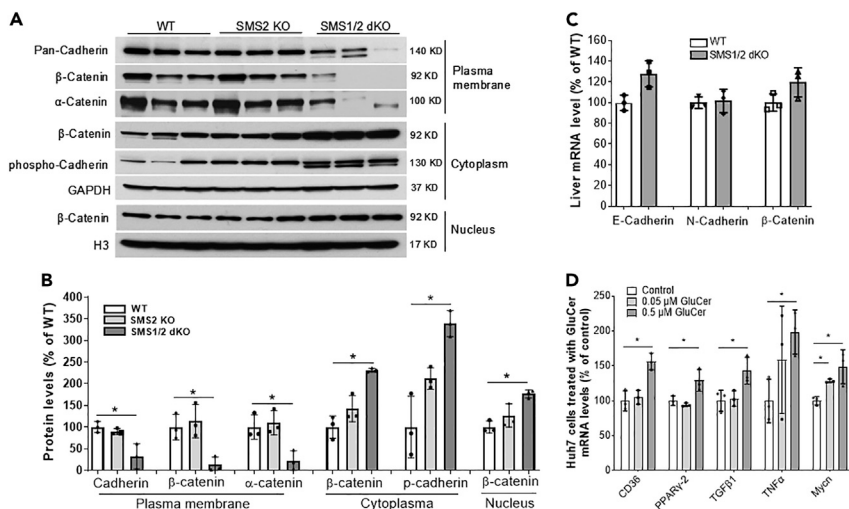 A
WT SMS2 KO SMS1/2 dKO
Pan-Cadherin 140 KD
β-Catenin 92 KD
α-Catenin 100 KD
Plasma
membrane
β-Catenin 92 KD
phospho-Cadherin 130 KD
GAPDH 37 KD
Cytoplasm
β-Catenin 92 KD
H3 17 KD
Nucleus
B
Protein levels (% of WT)
400
350
300
250
200
150
100
50
0
WT
SMS2 KO
SMS1/2 dKO
* * * * * *
Cadherin β-catenin α-catenin β-catenin p-cadherin β-catenin
Plasma membrane Cytoplasma Nucleus
C
Liver mRNA level (% of WT)
160
140
120
100
80
60
40
20
0
WT
SMS1/2 dKO
E-Cadherin N-Cadherin β-Catenin
D
Huh7 cells treated with GluCer
mRNA levels (% of control)
250
200
150
100
50
0
Control
0.05 μM GluCer
0.5 μM GluCer
* * * * * *
CD36 PPARγ-2 TGFβ1 TNFα Mycn